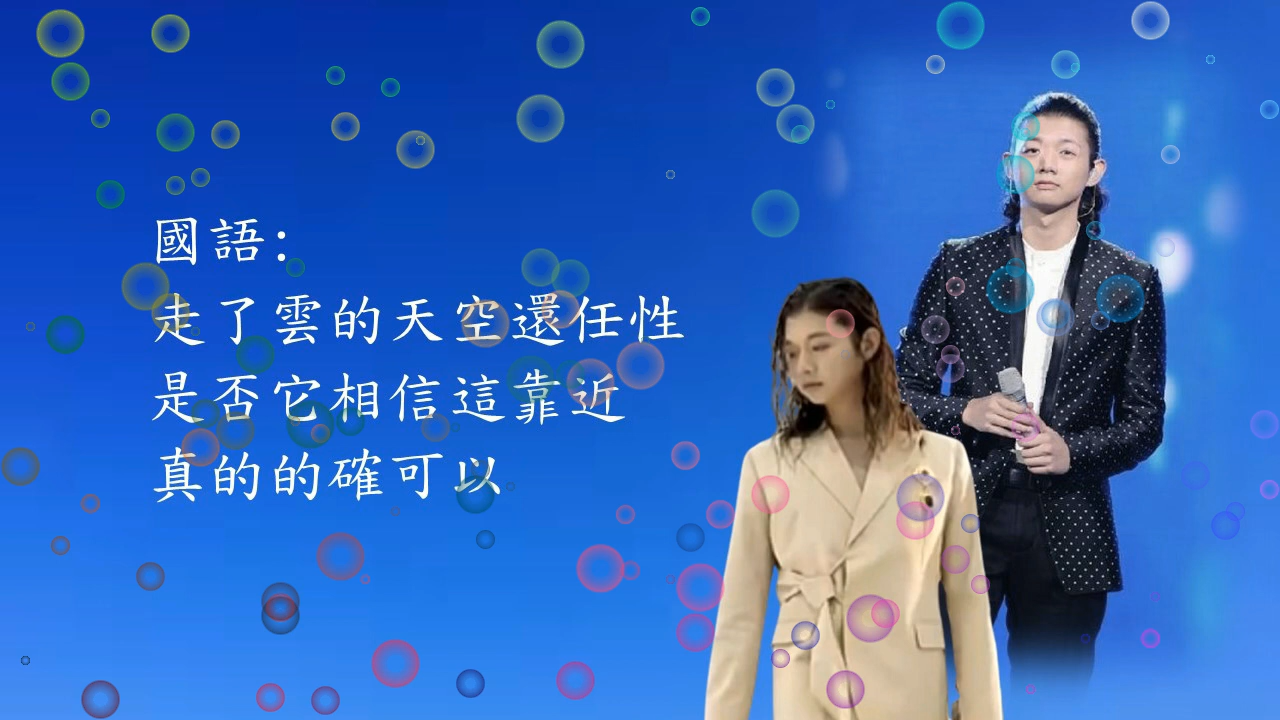 國語：
走了雲的天空還任性
是否它相信這靠近
真的的確可以